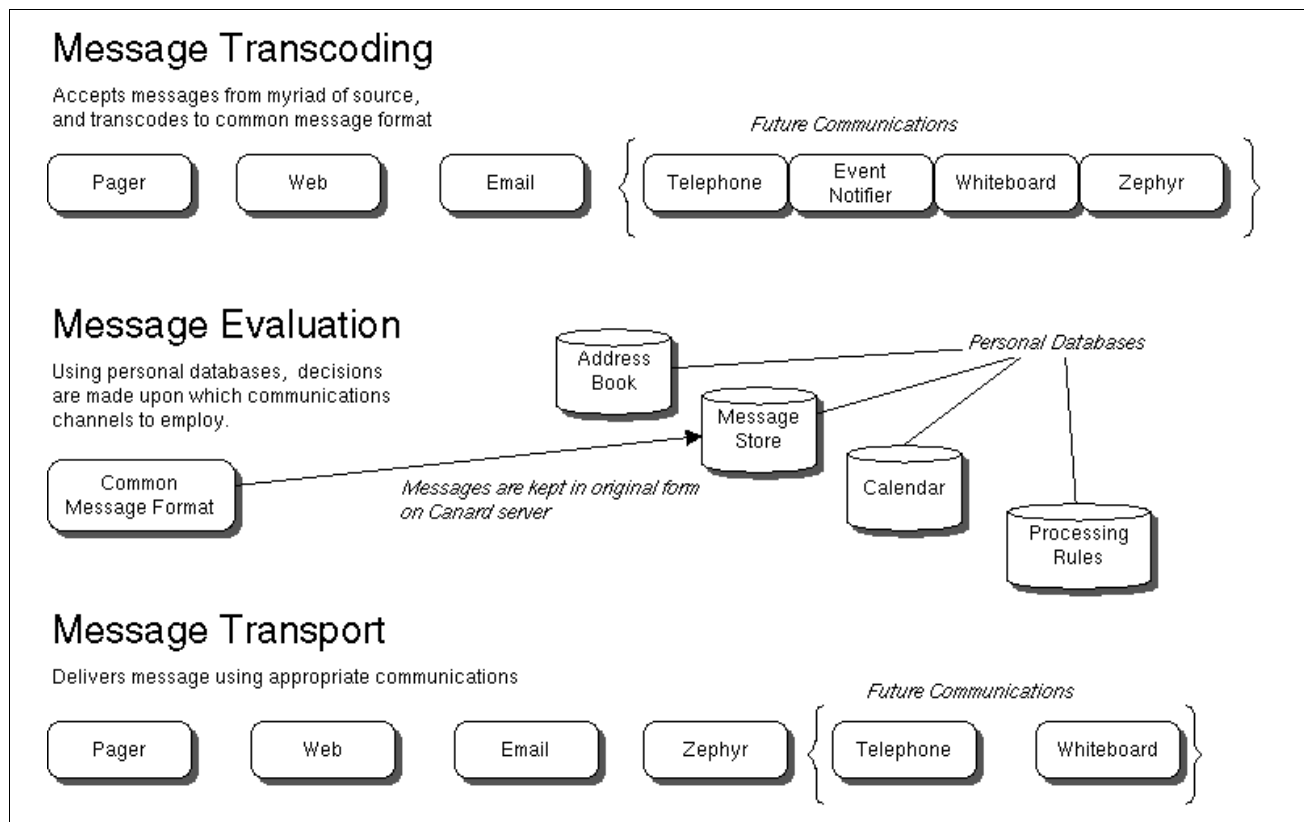 Message Transcoding
Accepts messages from myriad of source,
and transcodes to common message format
Future Communications
Pager
Web
Email
Telephone
Event
Notifier
Whiteboard
Zephyr
Message Evaluation
Using personal databases, decisions
are made upon which communications
channels to employ.
Address
Book
Personal Databases
Message
Store
Common
Message Format
Messages are kept in original form
on Canard server
Calendar
Processing
Rules
Message Transport
Delivers message using appropriate communications
Future Communications
Pager
Web
Email
Zephyr
Telephone
Whiteboard